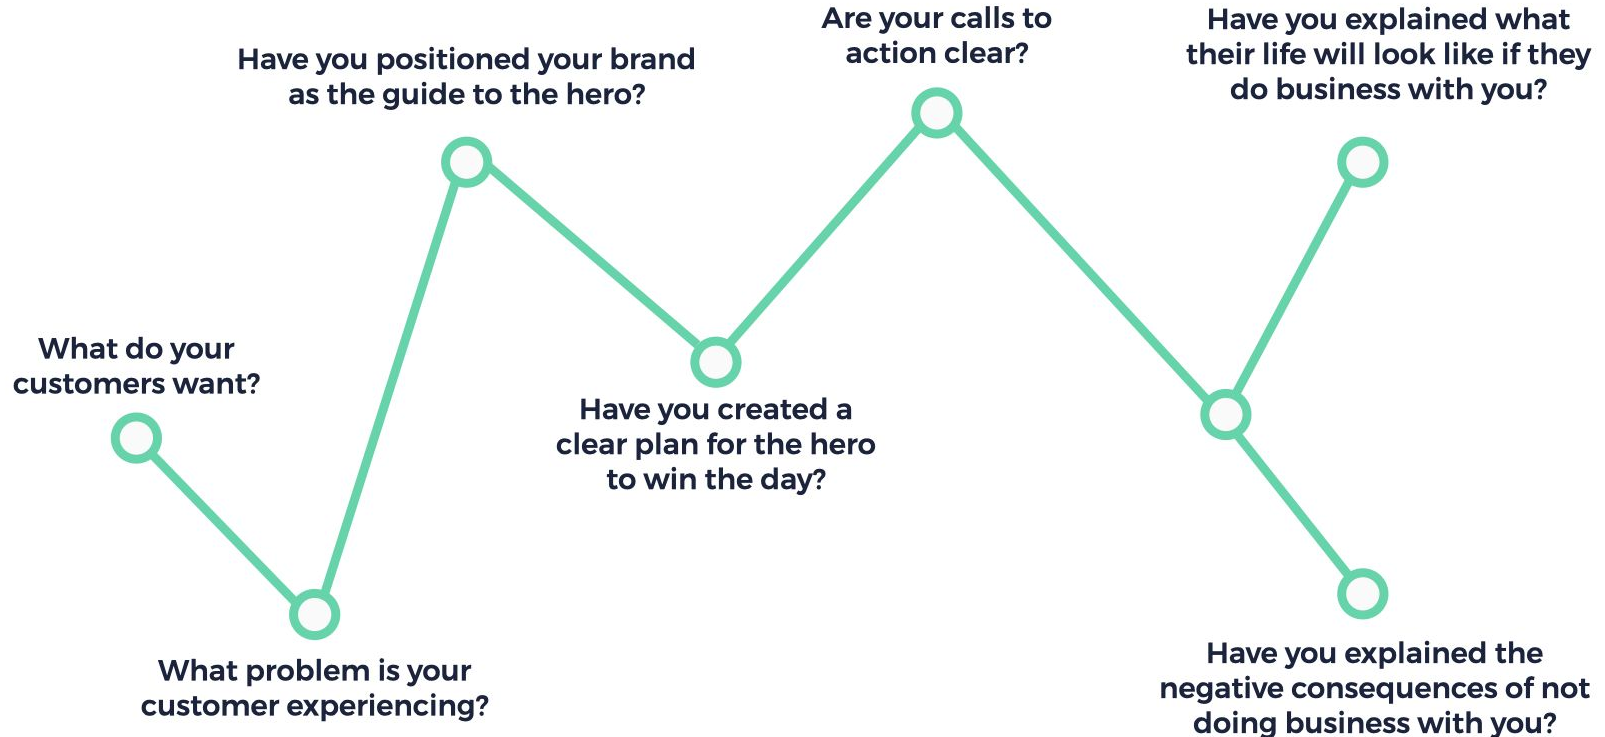 What do your
customers want?
What problem is your
customer experiencing?
Have you positioned your brand
as the guide to the hero?
Have you created a
clear plan for the hero
to win the day?
Are your calls to
action clear?
Have you explained what
their life will look like if they
do business with you?
Have you explained the
negative consequences of not
doing business with you?